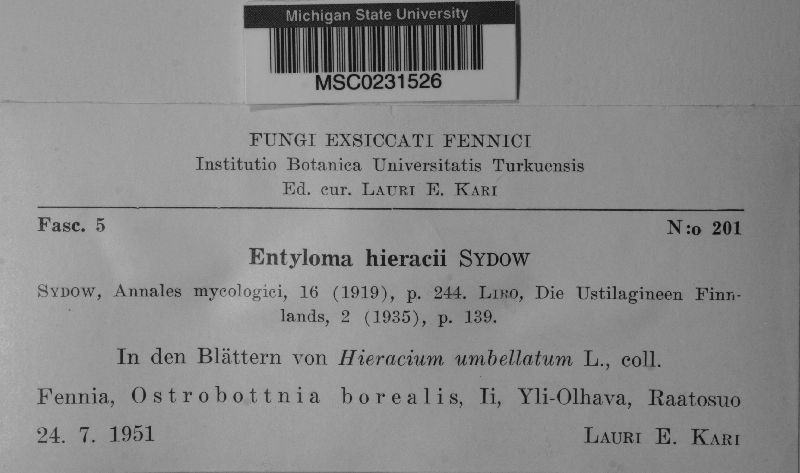 Michigan State University
MSC0231526
FUNGI EXSICCATI FENNICI
Institutio Botanica Universitatis Turkuensis
Ed. cur. LAURI E. KARI
Fasc. 5 N:o 201
Entyloma hieracii SYDOW
SYDOW, Annales mycologici, 16 (1919), p. 244. LIRO, Die Ustilagineen Finn-
lands, 2 (1935), p. 139.
In den Blättern von Hieracium umbellatum L., coll.
Fennia, Ostrobottnia borealis, Ii, Yli-Olhava, Raatosuo
24. 7. 1951 LAURI E. KARI